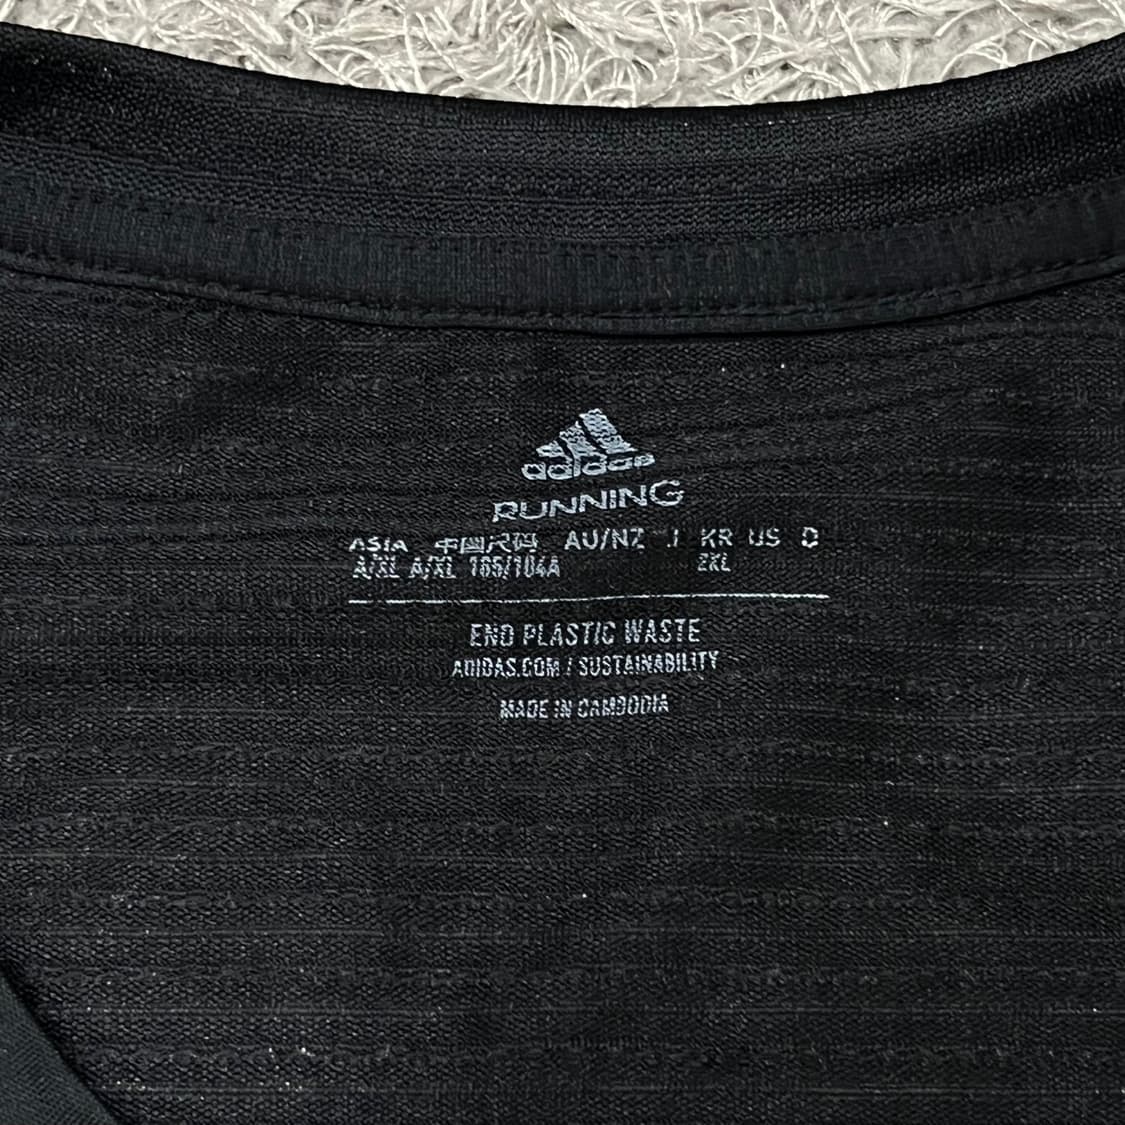 adidas
RUNNING
ASIA 中国尺码 AU/NZ J KR US D
A/XL A/XL 185/104A 2XL
END PLASTIC WASTE
ADIDAS.COM / SUSTAINABILITY
MADE IN CAMBODIA